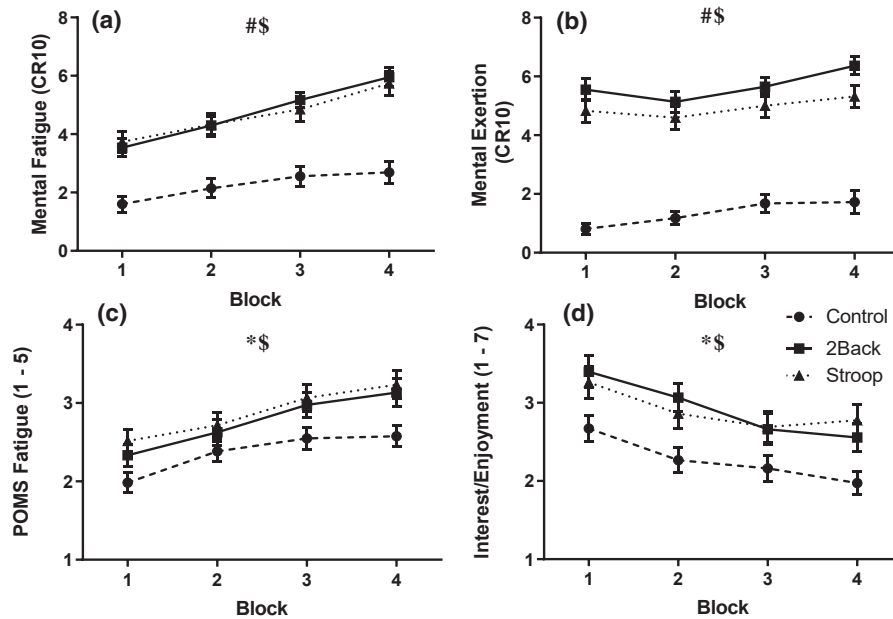 (a)
#$
Mental Fatigue (CR10)
8
6
4
2
0
1 2 3 4
Block
(b)
#$
Mental Exertion
(CR10)
8
6
4
2
0
1 2 3 4
Block
(c)
*$
POMS Fatigue (1 - 5)
4
3
2
1
1 2 3 4
Block
(d)
*$
Interest/Enjoyment (1 - 7)
4
3
2
1
1 2 3 4
Block
Control
2Back
Stroop